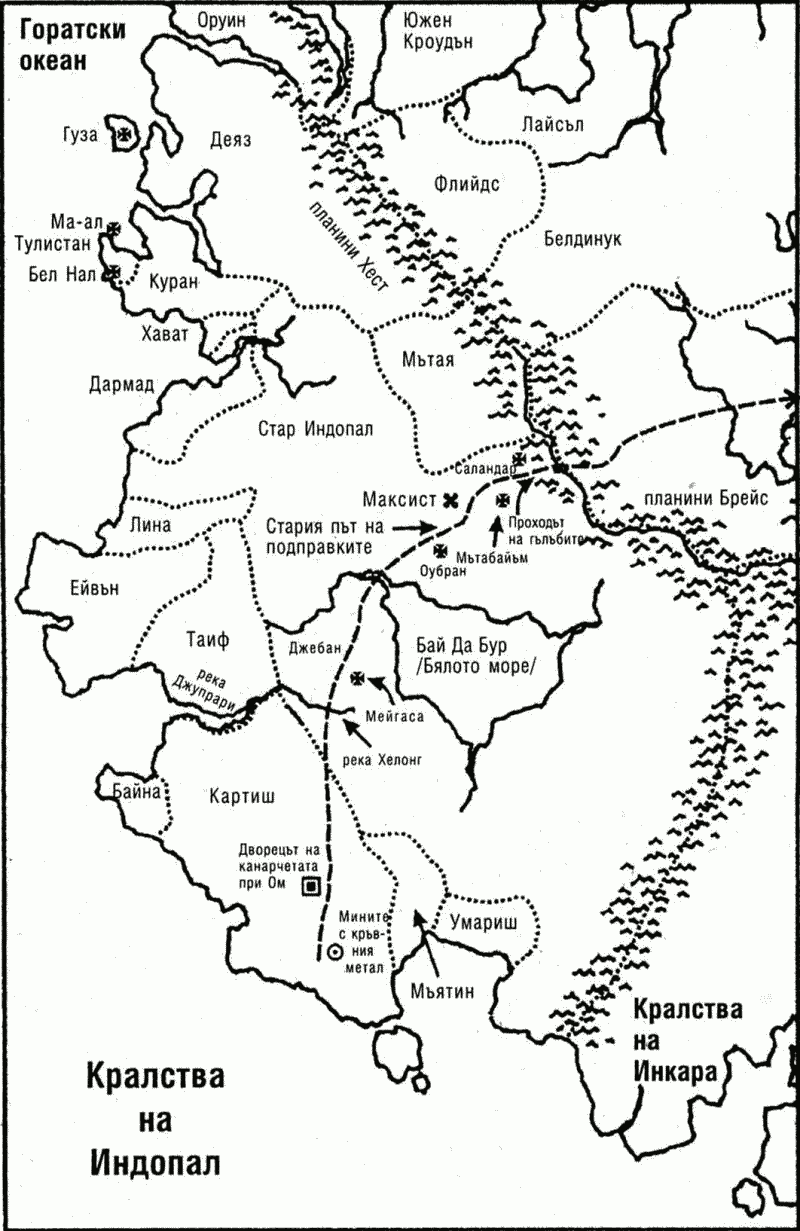 Горатски
океан
Оруин
Южен
Кроудън
Гуза
Деяз
Лайсъл
Флийдс
планини Хест
Ма-ал
Тулистан
Бел Нал
Куран
Белдинук
Хават
Мътая
Дармад
Стар Индопал
Саландар
Максист
планини Брейс
Лина
Стария път на
подправките
Проходът
на гълъбите
Мътабайъм
Оубран
Ейвън
Таиф
Джебан
Бай Да Бур
/Бялото море/
река
Джупрари
Мейгаса
река Хелонг
Байна
Картиш
Дворецът на
канарчетата
при Ом
Мините
с кръв-
ния
метал
Умариш
Мъятин
Кралства
на
Инкара
Кралства
на
Индопал